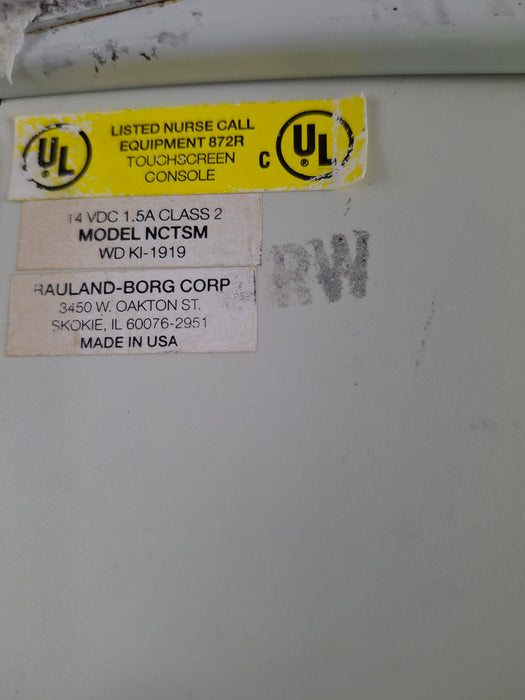 LISTED NURSE CALL
EQUIPMENT 872R
TOUCHSCREEN
CONSOLE
UL
®
C UL
®
14 VDC 1.5A CLASS 2
MODEL NCTSM
WD KI-1919
RW
RAULAND-BORG CORP
3450 W. OAKTON ST.
SKOKIE, IL 60076-2951
MADE IN USA